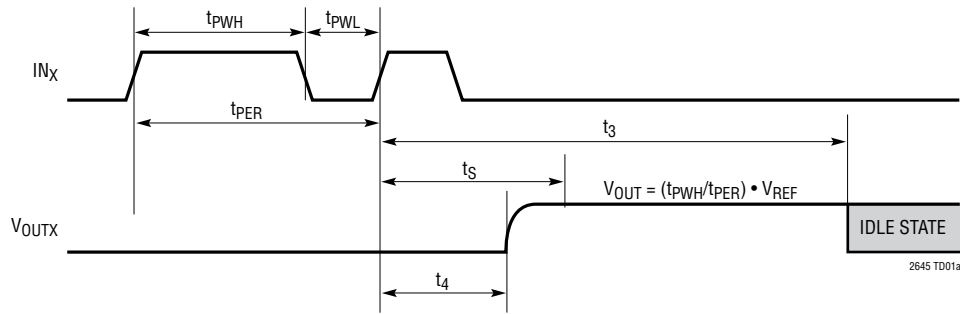 tPWH
tPWL
INX
tPER
t3
tS
VOUT = (tPWH/tPER) • VREF
VOUTX
IDLE STATE
2645 TD01a
t4